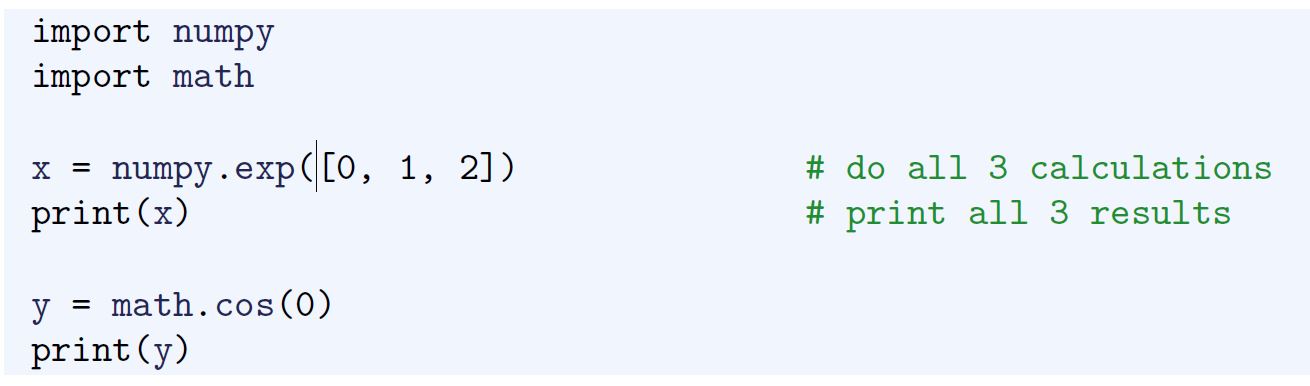 import numpy
import math
x = numpy.exp([0, 1, 2]) # do all 3 calculations
print(x) # print all 3 results
y = math.cos(0)
print(y)